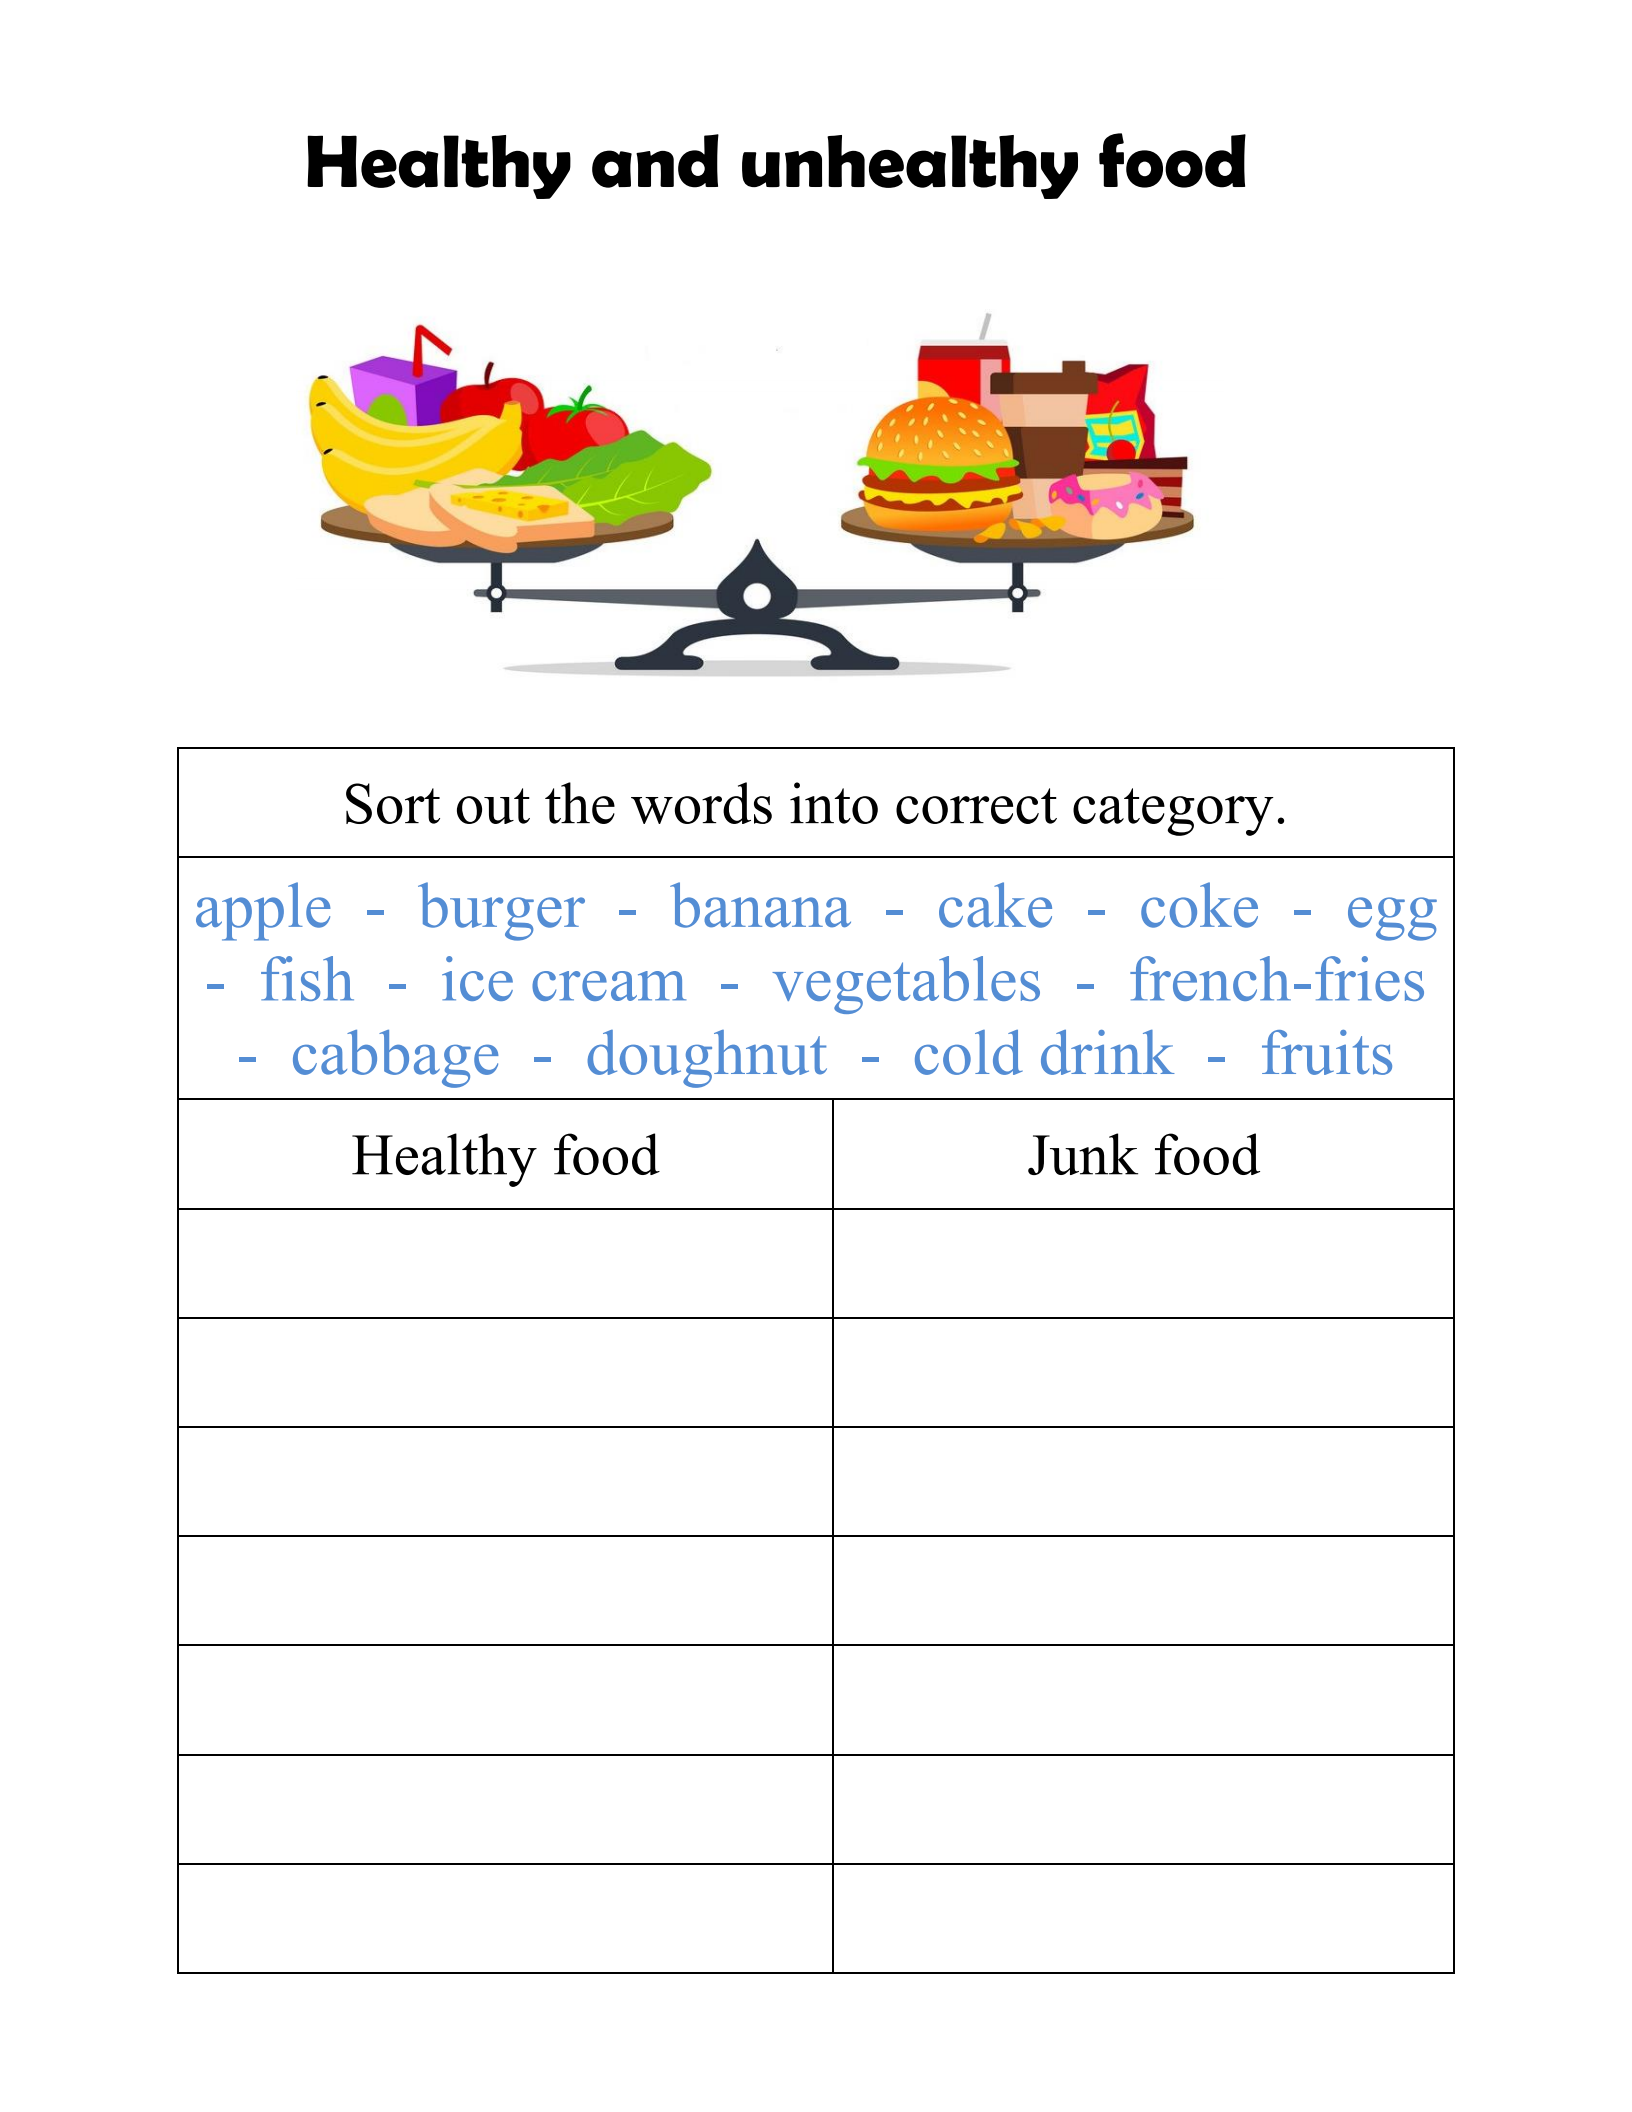 Healthy and unhealthy food
Sort out the words into correct category.
apple - burger - banana - cake - coke - egg
- fish - ice cream - vegetables - french-fries
- cabbage - doughnut - cold drink - fruits
Healthy food
Junk food